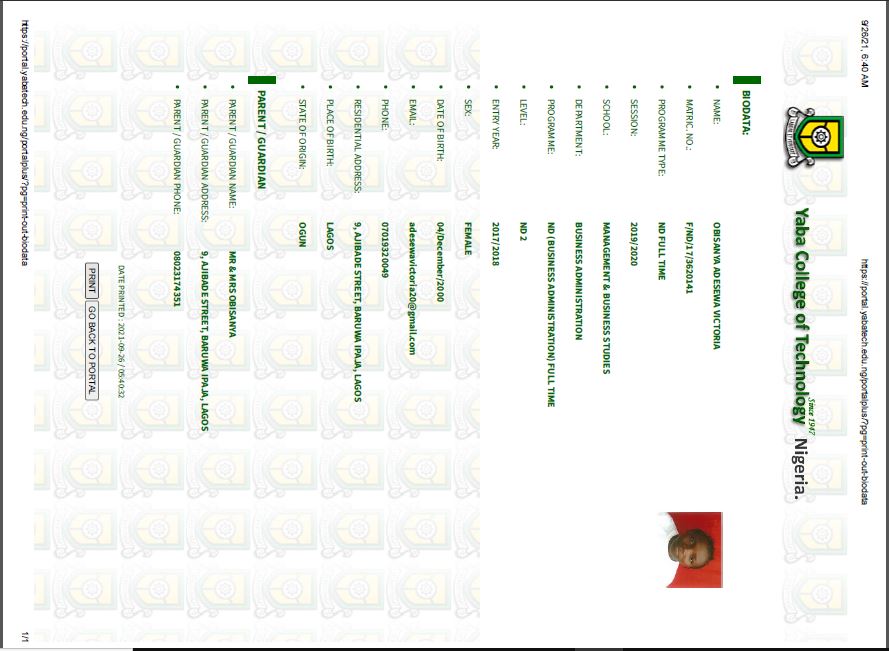 9/26/21, 6:40 AM
https://portal.yabatech.edu.ng/portalplus/?pg=print-out-biodata
Yaba College of Technology Nigeria.
Since 1947
BIODATA:
NAME: OBISANYA ADESEWA VICTORIA
MATRIC. NO.: F/ND/17/3620141
PROGRAMME TYPE: ND FULL TIME
SESSION: 2019/2020
SCHOOL: MANAGEMENT & BUSINESS STUDIES
DEPARTMENT: BUSINESS ADMINISTRATION
PROGRAMME: ND (BUSINESS ADMINISTRATION) FULL TIME
LEVEL: ND 2
ENTRY YEAR: 2017/2018
SEX: FEMALE
DATE OF BIRTH: 04/December/2000
EMAIL: adesewavictoria20@gmail.com
PHONE: 07019320049
RESIDENTIAL ADDRESS: 9, AJIBADE STREET, BARUWA IPAJA, LAGOS
PLACE OF BIRTH: LAGOS
STATE OF ORIGIN: OGUN
PARENT / GUARDIAN
PARENT / GUARDIAN NAME: MR & MRS OBISANYA
PARENT / GUARDIAN ADDRESS: 9, AJIBADE STREET, BARUWA IPAJA, LAGOS
PARENT / GUARDIAN PHONE: 08023174351
DATE PRINTED : 2021-09-26 / 05:40:32
PRINT GO BACK TO PORTAL
https://portal.yabatech.edu.ng/portalplus/?pg=print-out-biodata
1/1